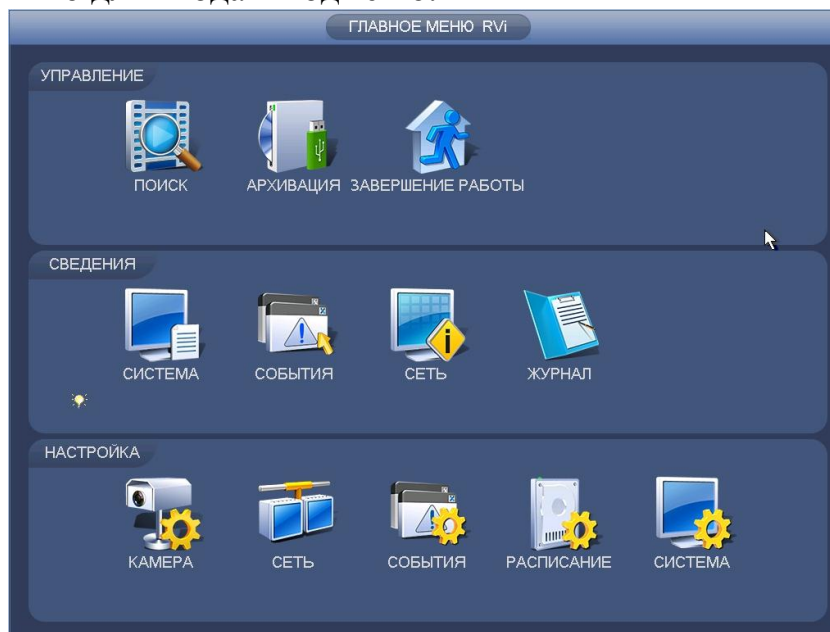 ГЛАВНОЕ МЕНЮ RVi
УПРАВЛЕНИЕ
ПОИСК АРХИВАЦИЯ ЗАВЕРШЕНИЕ РАБОТЫ
СВЕДЕНИЯ
СИСТЕМА СОБЫТИЯ СЕТЬ ЖУРНАЛ
НАСТРОЙКА
КАМЕРА СЕТЬ СОБЫТИЯ РАСПИСАНИЕ СИСТЕМА